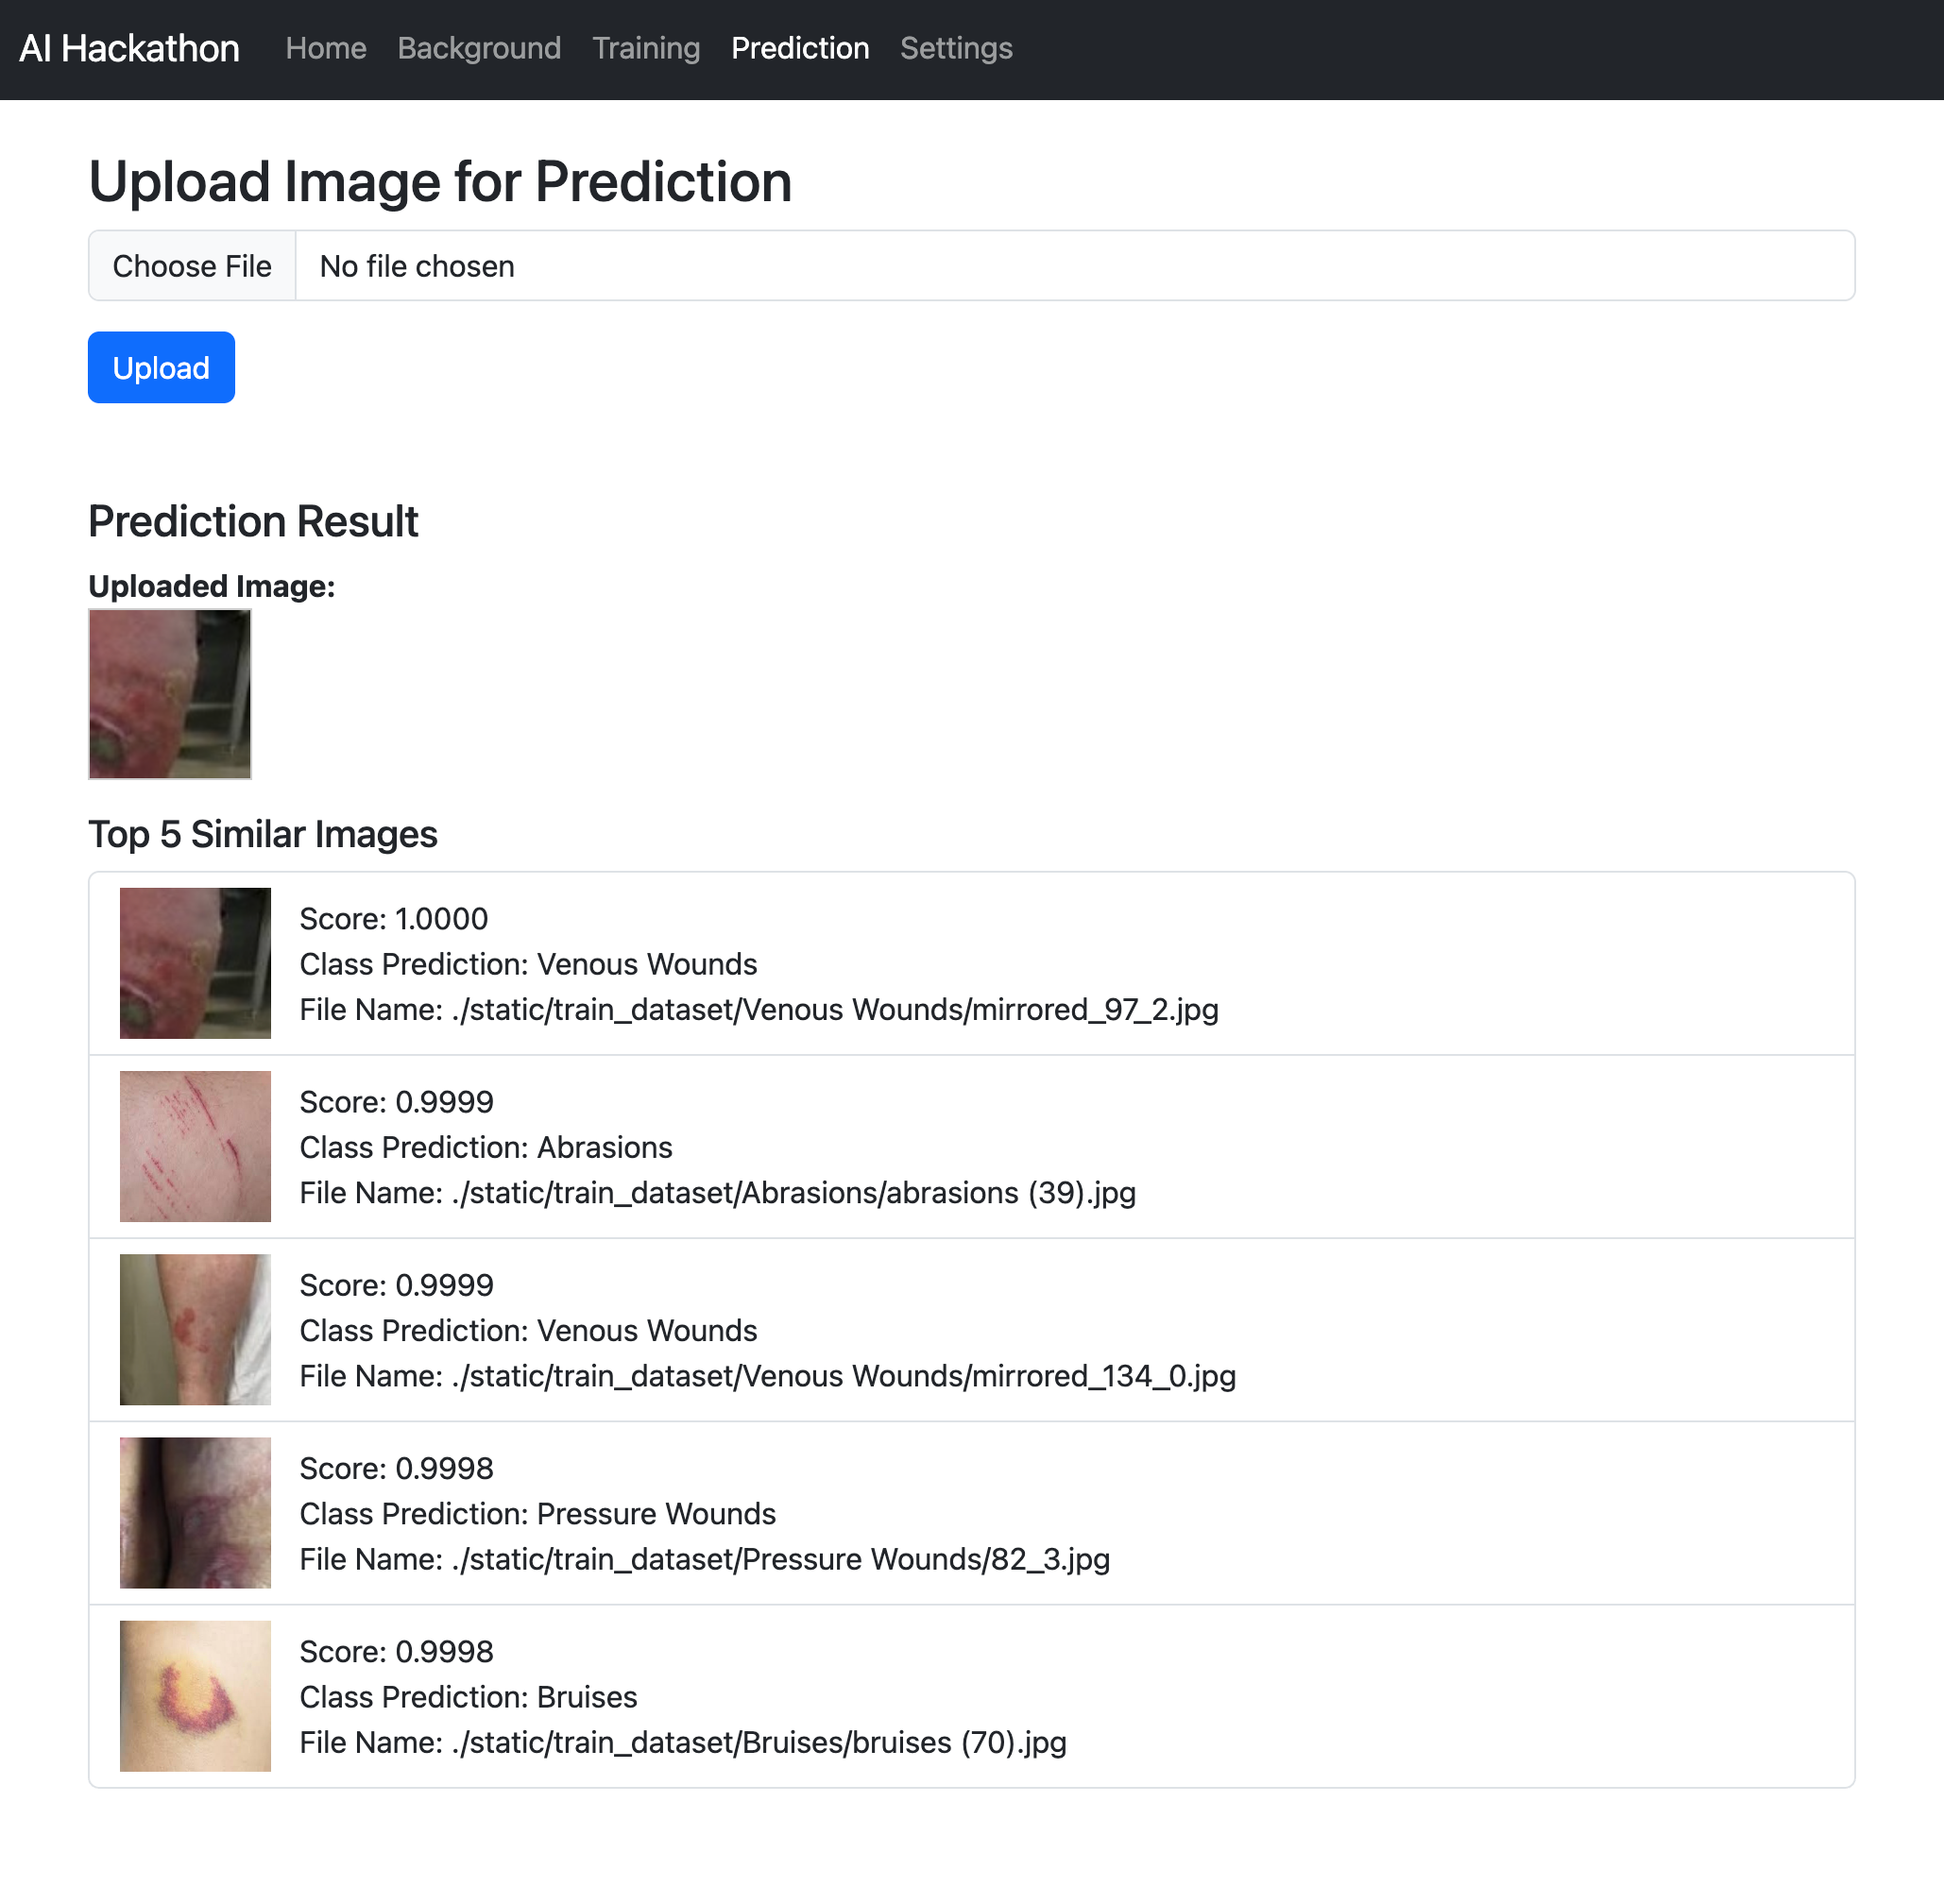 AI Hackathon Home Background Training Prediction Settings
Upload Image for Prediction
Choose File No file chosen
Upload
Prediction Result
Uploaded Image:
Top 5 Similar Images
Score: 1.0000
Class Prediction: Venous Wounds
File Name: ./static/train_dataset/Venous Wounds/mirrored_97_2.jpg
Score: 0.9999
Class Prediction: Abrasions
File Name: ./static/train_dataset/Abrasions/abrasions (39).jpg
Score: 0.9999
Class Prediction: Venous Wounds
File Name: ./static/train_dataset/Venous Wounds/mirrored_134_0.jpg
Score: 0.9998
Class Prediction: Pressure Wounds
File Name: ./static/train_dataset/Pressure Wounds/82_3.jpg
Score: 0.9998
Class Prediction: Bruises
File Name: ./static/train_dataset/Bruises/bruises (70).jpg